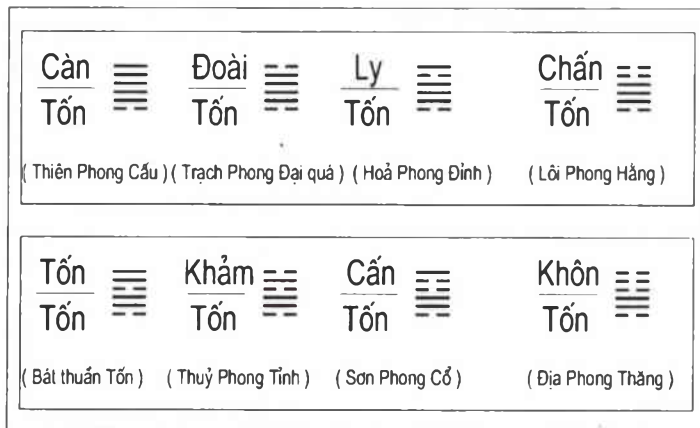 Càn Đoài Ly Chấn
Tốn Tốn Tốn Tốn
( Thiên Phong Cấu ) ( Trạch Phong Đại quá ) ( Hoả Phong Đỉnh ) ( Lôi Phong Hằng )
Tốn Khảm Cấn Khôn
Tốn Tốn Tốn Tốn
( Bát thuần Tốn ) ( Thuỷ Phong Tỉnh ) ( Sơn Phong Cổ ) ( Địa Phong Thăng )